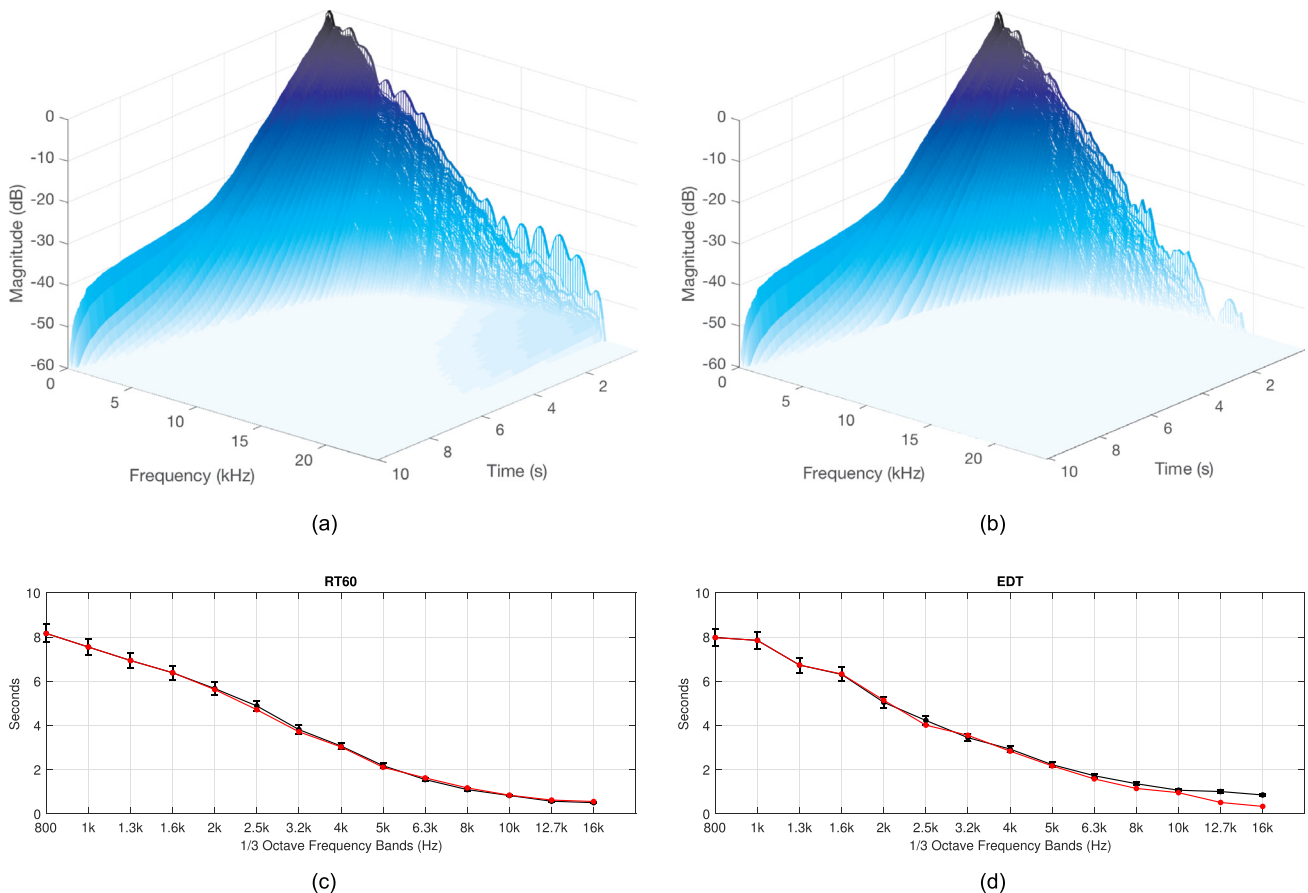 0
-10
-20
-30
-40
-50
-60
Magnitude (dB)
0
5
10
15
20
Frequency (kHz)
10
8
6
4
2
Time (s)
(a)
0
-10
-20
-30
-40
-50
-60
Magnitude (dB)
0
5
10
15
20
Frequency (kHz)
10
8
6
4
2
Time (s)
(b)
RT60
10
8
6
4
2
0
Seconds
800 1k 1.3k 1.6k 2k 2.5k 3.2k 4k 5k 6.3k 8k 10k 12.7k 16k
1/3 Octave Frequency Bands (Hz)
(c)
EDT
10
8
6
4
2
0
Seconds
800 1k 1.3k 1.6k 2k 2.5k 3.2k 4k 5k 6.3k 8k 10k 12.7k 16k
1/3 Octave Frequency Bands (Hz)
(d)